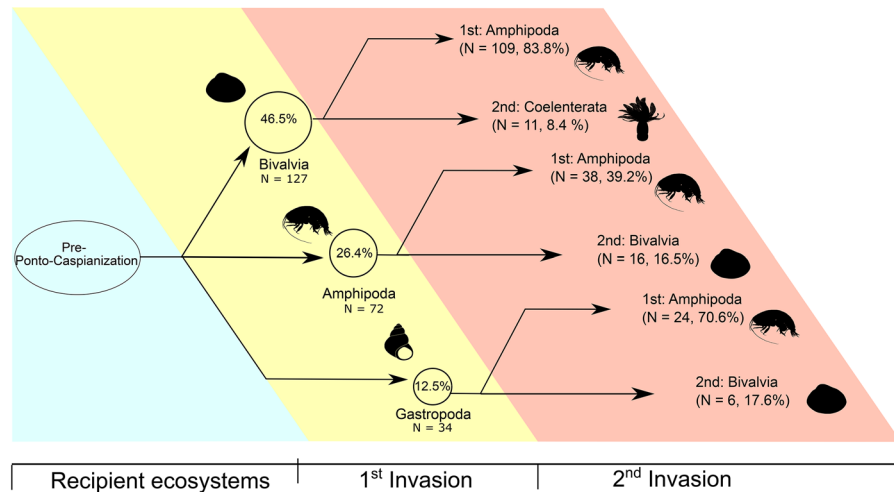 1st: Amphipoda
(N = 109, 83.8%)
46.5%
Bivalvia
N = 127
2nd: Coelenterata
(N = 11, 8.4 %)
1st: Amphipoda
(N = 38, 39.2%)
Pre-
Ponto-Caspianization
26.4%
Amphipoda
N = 72
2nd: Bivalvia
(N = 16, 16.5%)
1st: Amphipoda
(N = 24, 70.6%)
12.5%
Gastropoda
N = 34
2nd: Bivalvia
(N = 6, 17.6%)
Recipient ecosystems
1st Invasion
2nd Invasion